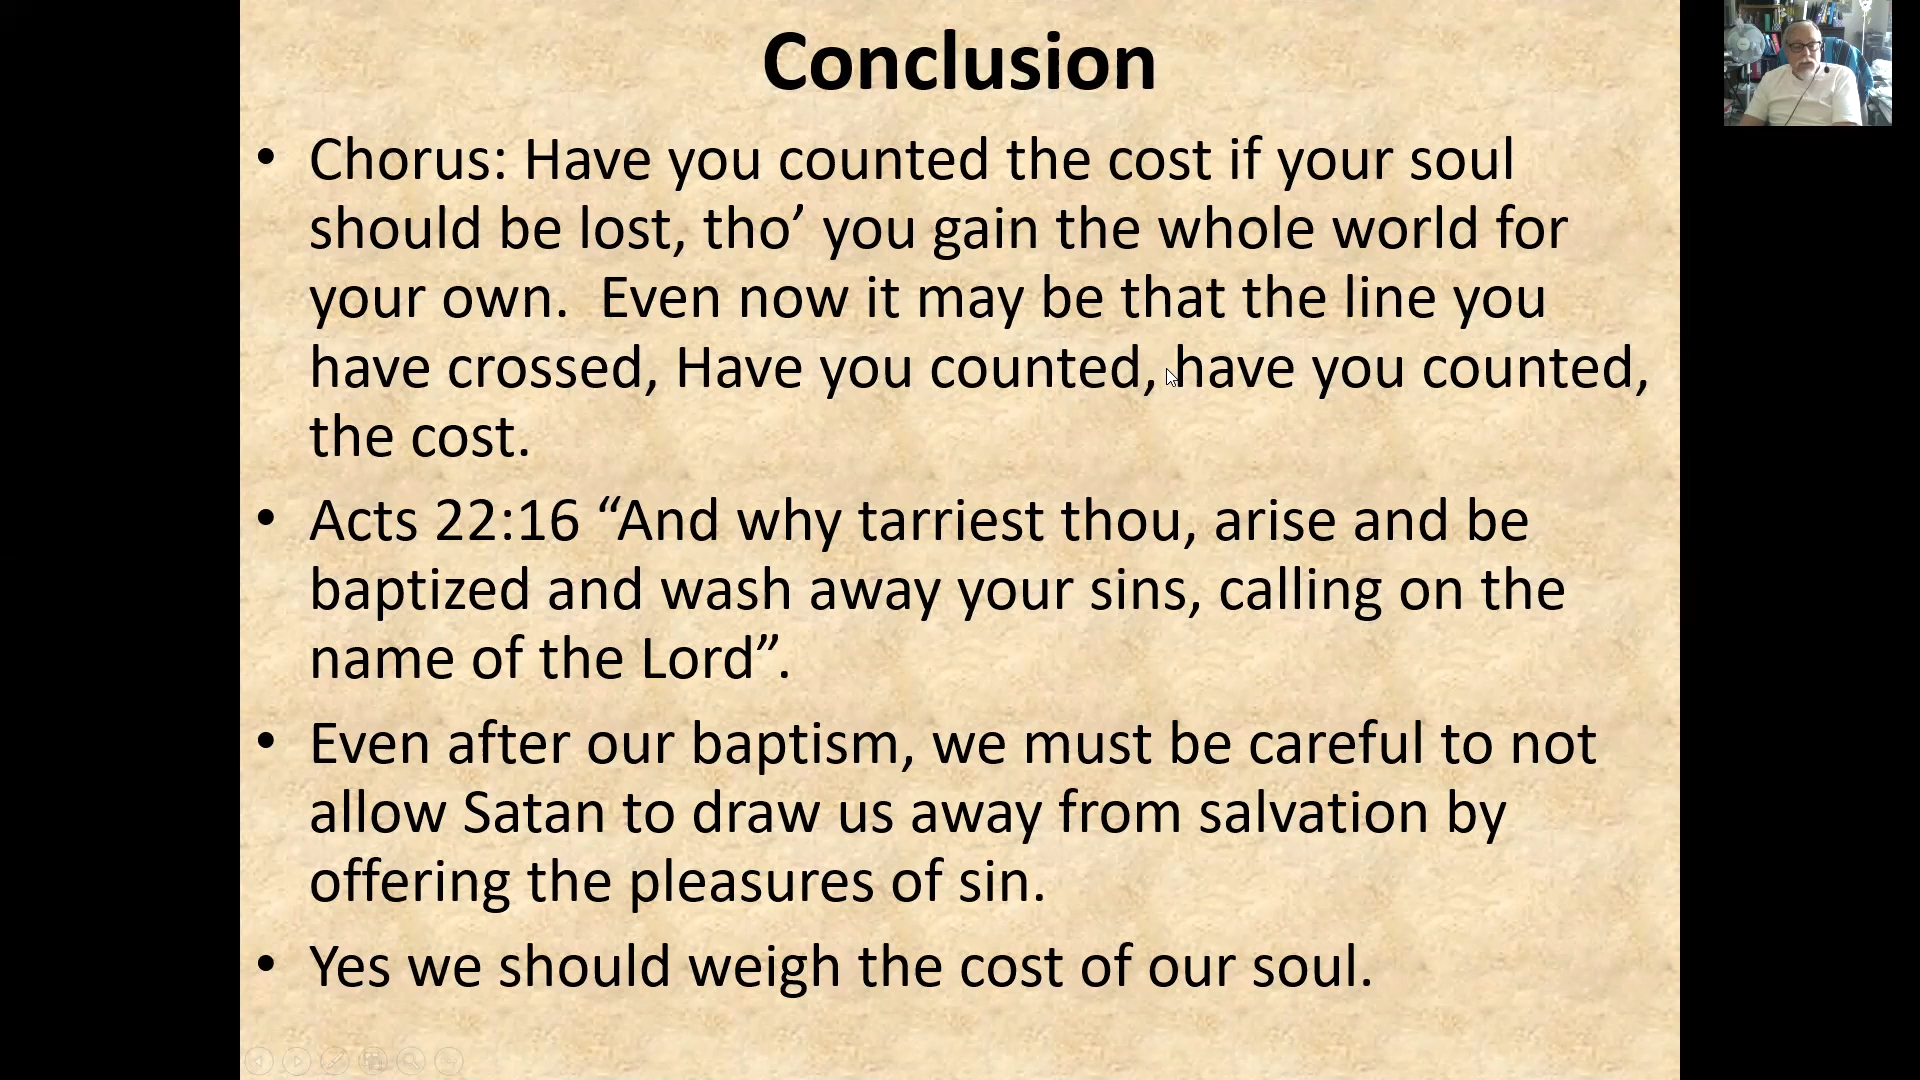 Conclusion
• Chorus: Have you counted the cost if your soul
should be lost, tho’ you gain the whole world for
your own.  Even now it may be that the line you
have crossed, Have you counted, have you counted,
the cost.
• Acts 22:16 “And why tarriest thou, arise and be
baptized and wash away your sins, calling on the
name of the Lord”.
• Even after our baptism, we must be careful to not
allow Satan to draw us away from salvation by
offering the pleasures of sin.
• Yes we should weigh the cost of our soul.